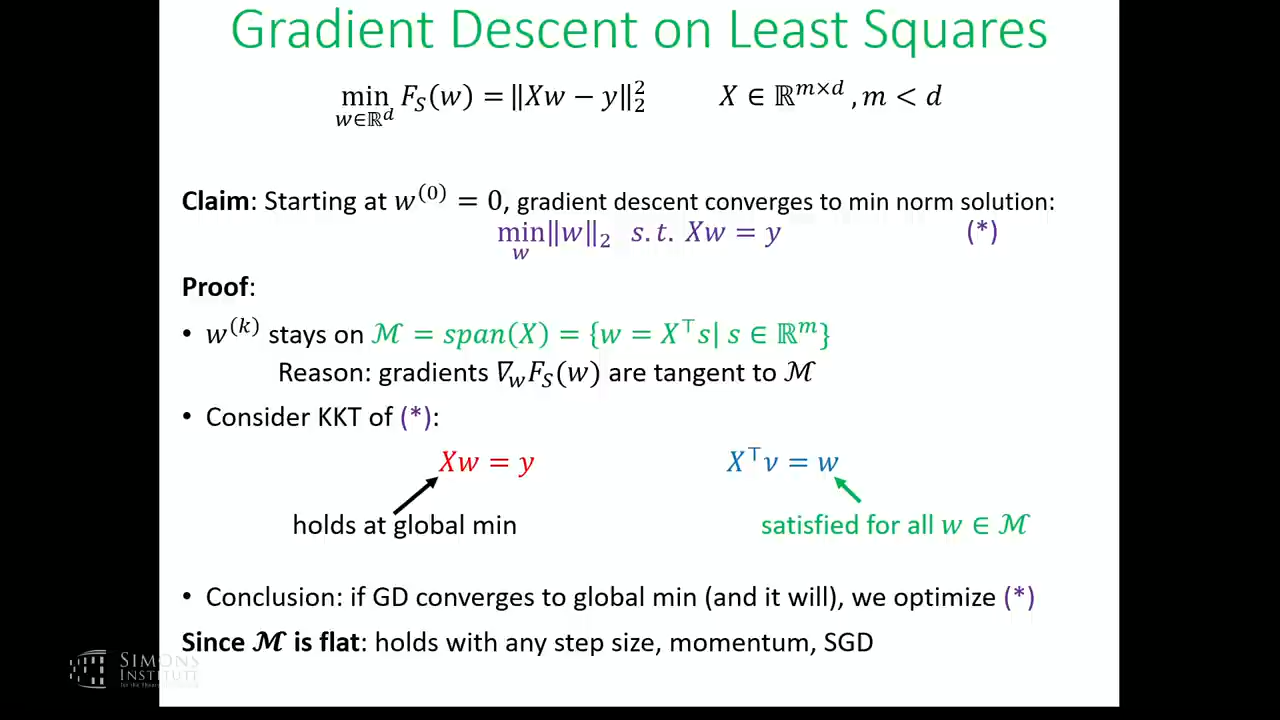 Gradient Descent on Least Squares
min_{w∈ℝ^d} F_S(w) = ‖Xw − y‖₂²  X ∈ ℝ^{m×d}, m < d
Claim: Starting at w^{(0)} = 0, gradient descent converges to min norm solution:
min_w ‖w‖₂ s.t. Xw = y (*)
Proof:
• w^{(k)} stays on ℳ = span(X) = {w = X^⊤s| s ∈ ℝ^m}
Reason: gradients ∇_w F_S(w) are tangent to ℳ
• Consider KKT of (*):
Xw = y  X^⊤ν = w
holds at global min  satisfied for all w ∈ ℳ
• Conclusion: if GD converges to global min (and it will), we optimize (*)
Since ℳ is flat: holds with any step size, momentum, SGD
SIMONS
INSTITUTE